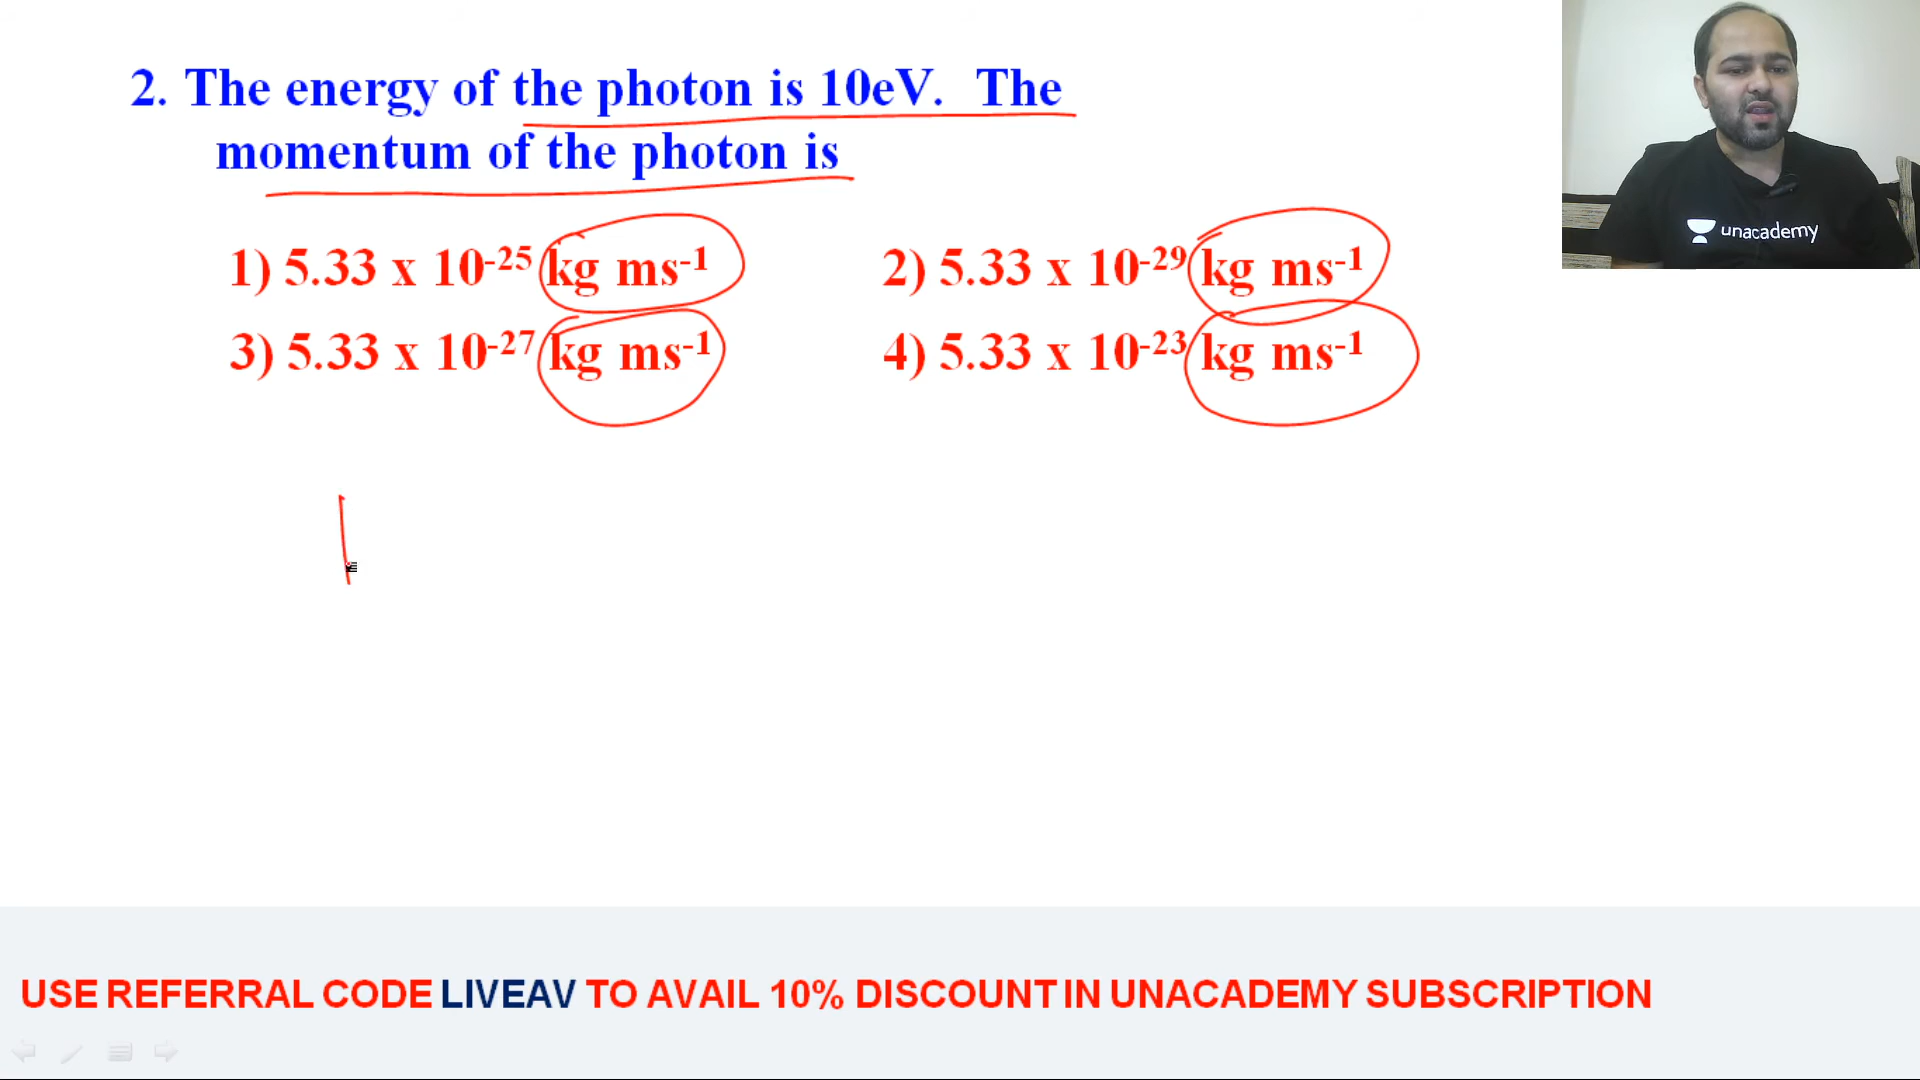 2. The energy of the photon is 10eV. The
momentum of the photon is
1) 5.33 x 10⁻²⁵ kg ms⁻¹ 2) 5.33 x 10⁻²⁹ kg ms⁻¹
3) 5.33 x 10⁻²⁷ kg ms⁻¹ 4) 5.33 x 10⁻²³ kg ms⁻¹
unacademy
USE REFERRAL CODE LIVEAV TO AVAIL 10% DISCOUNT IN UNACADEMY SUBSCRIPTION